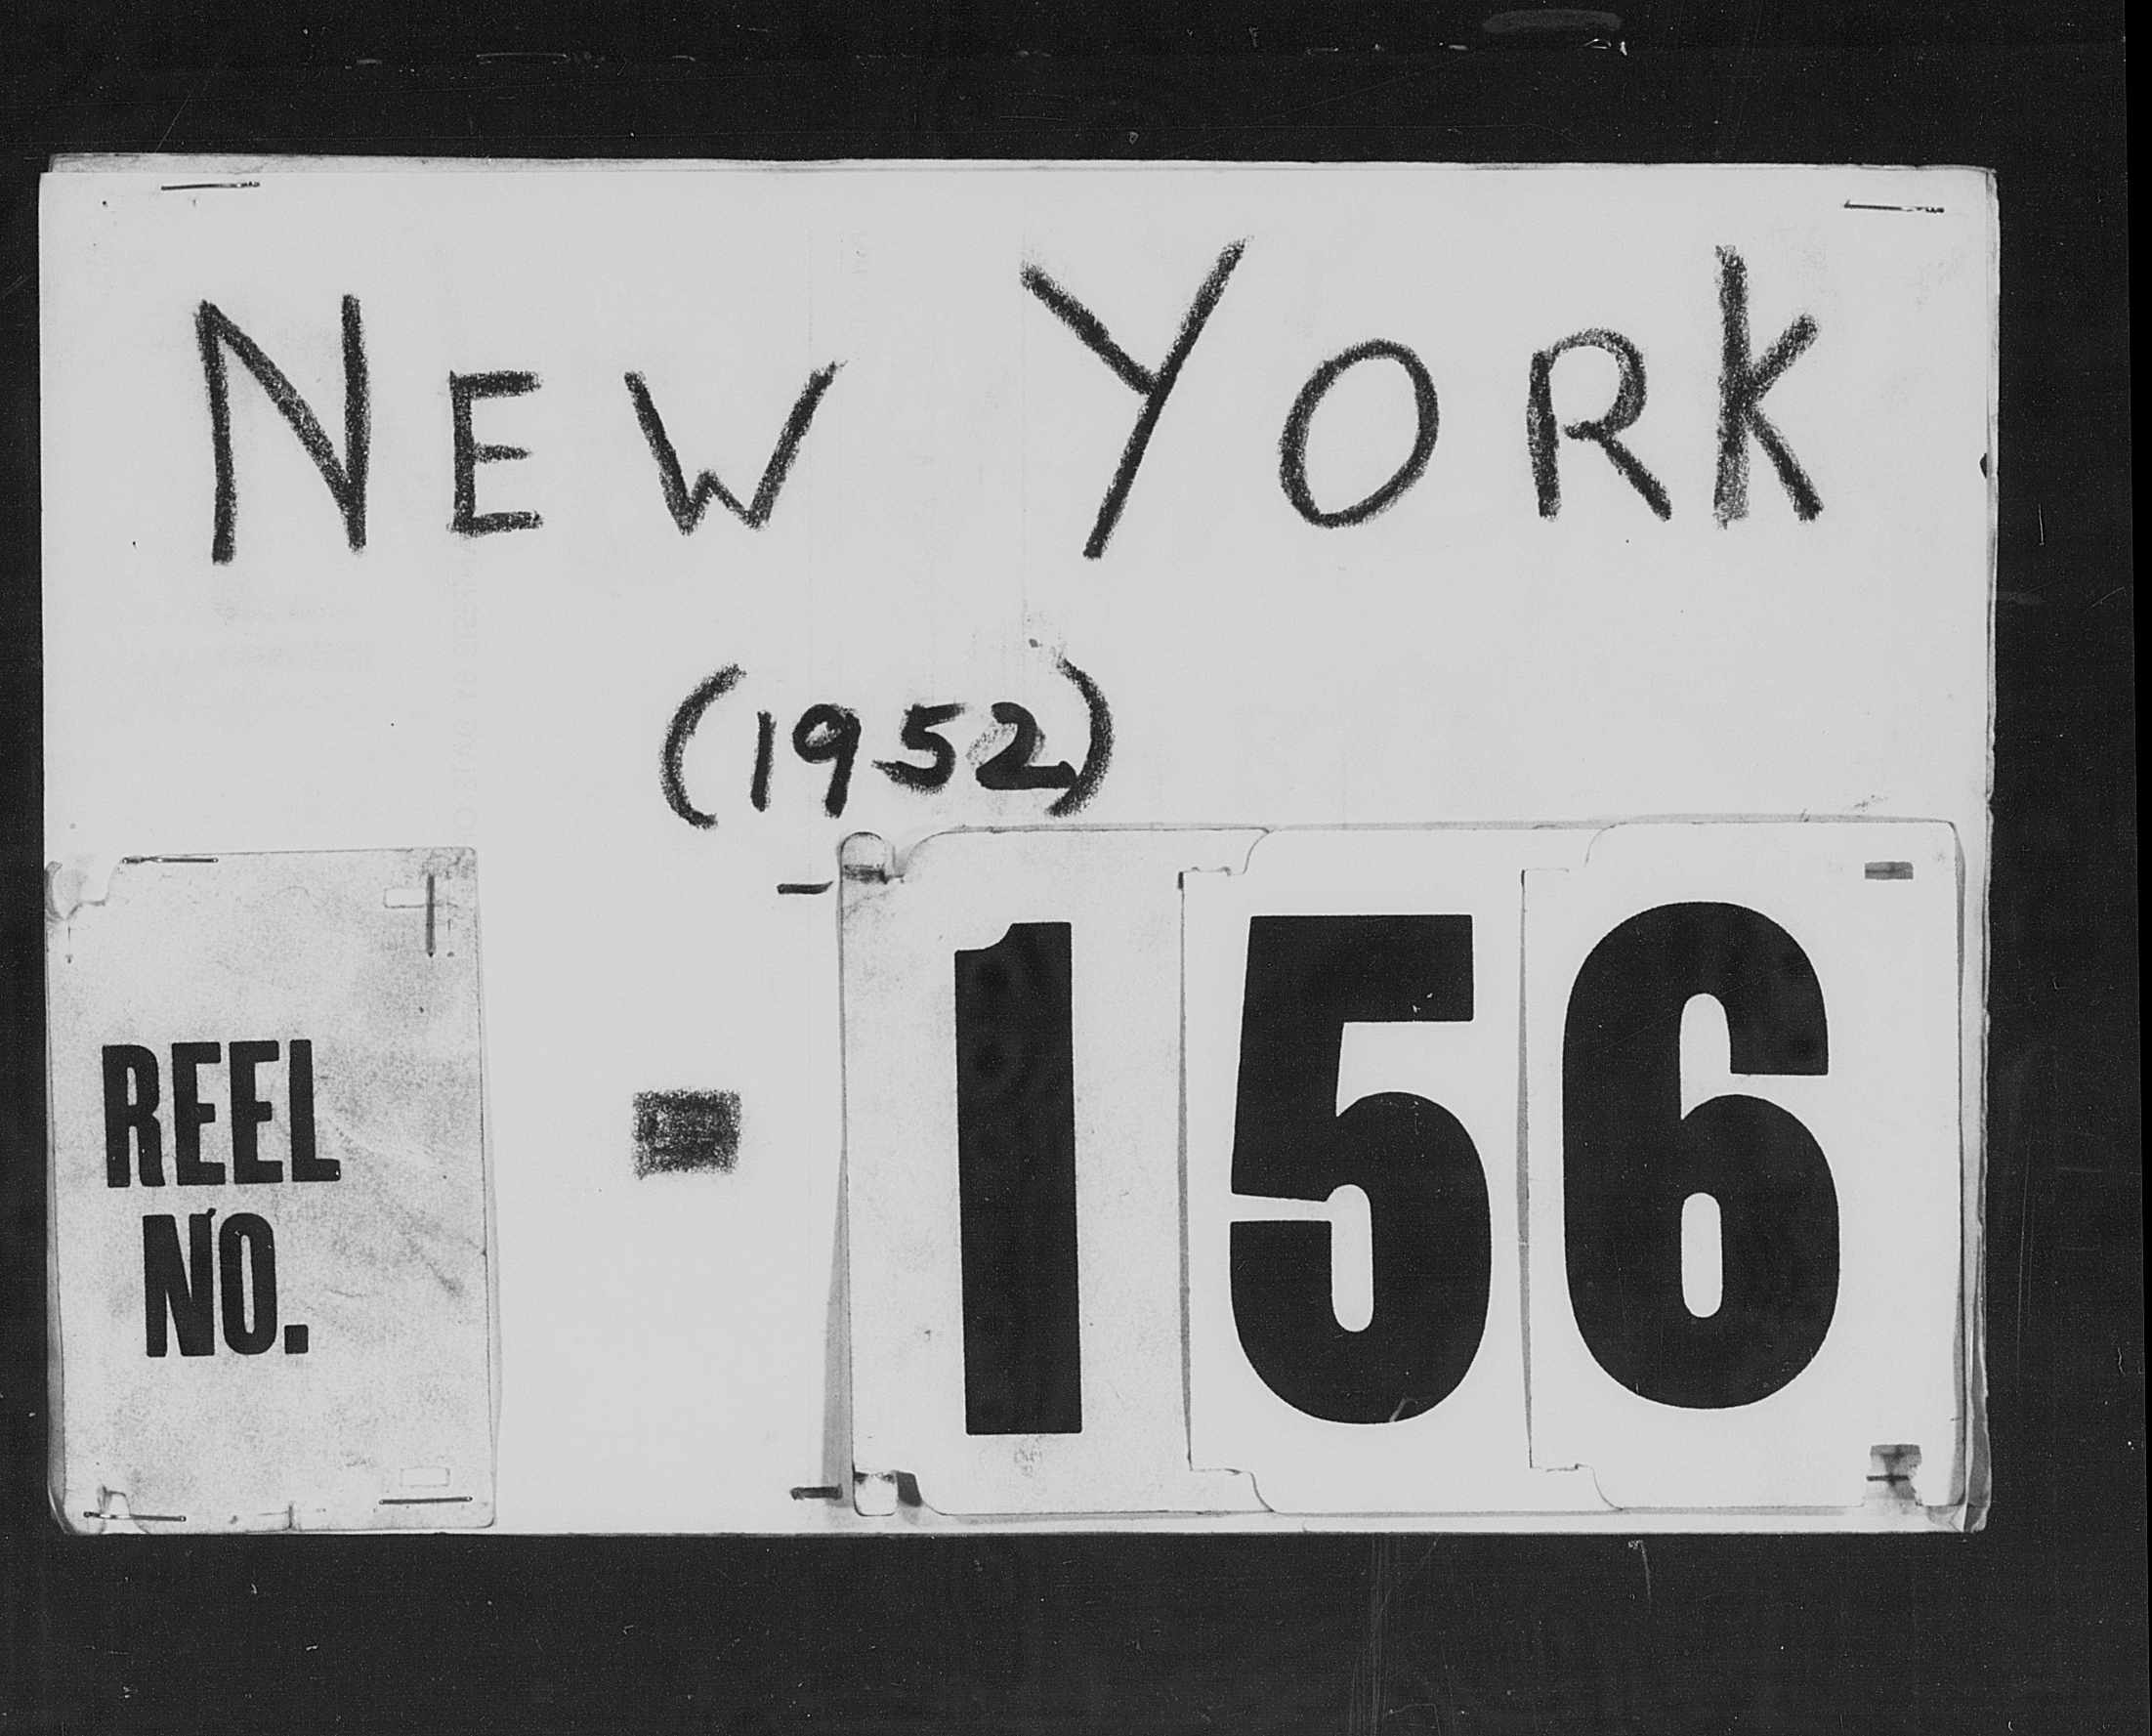 NEW YORK
(1952)
REEL
NO. - 156